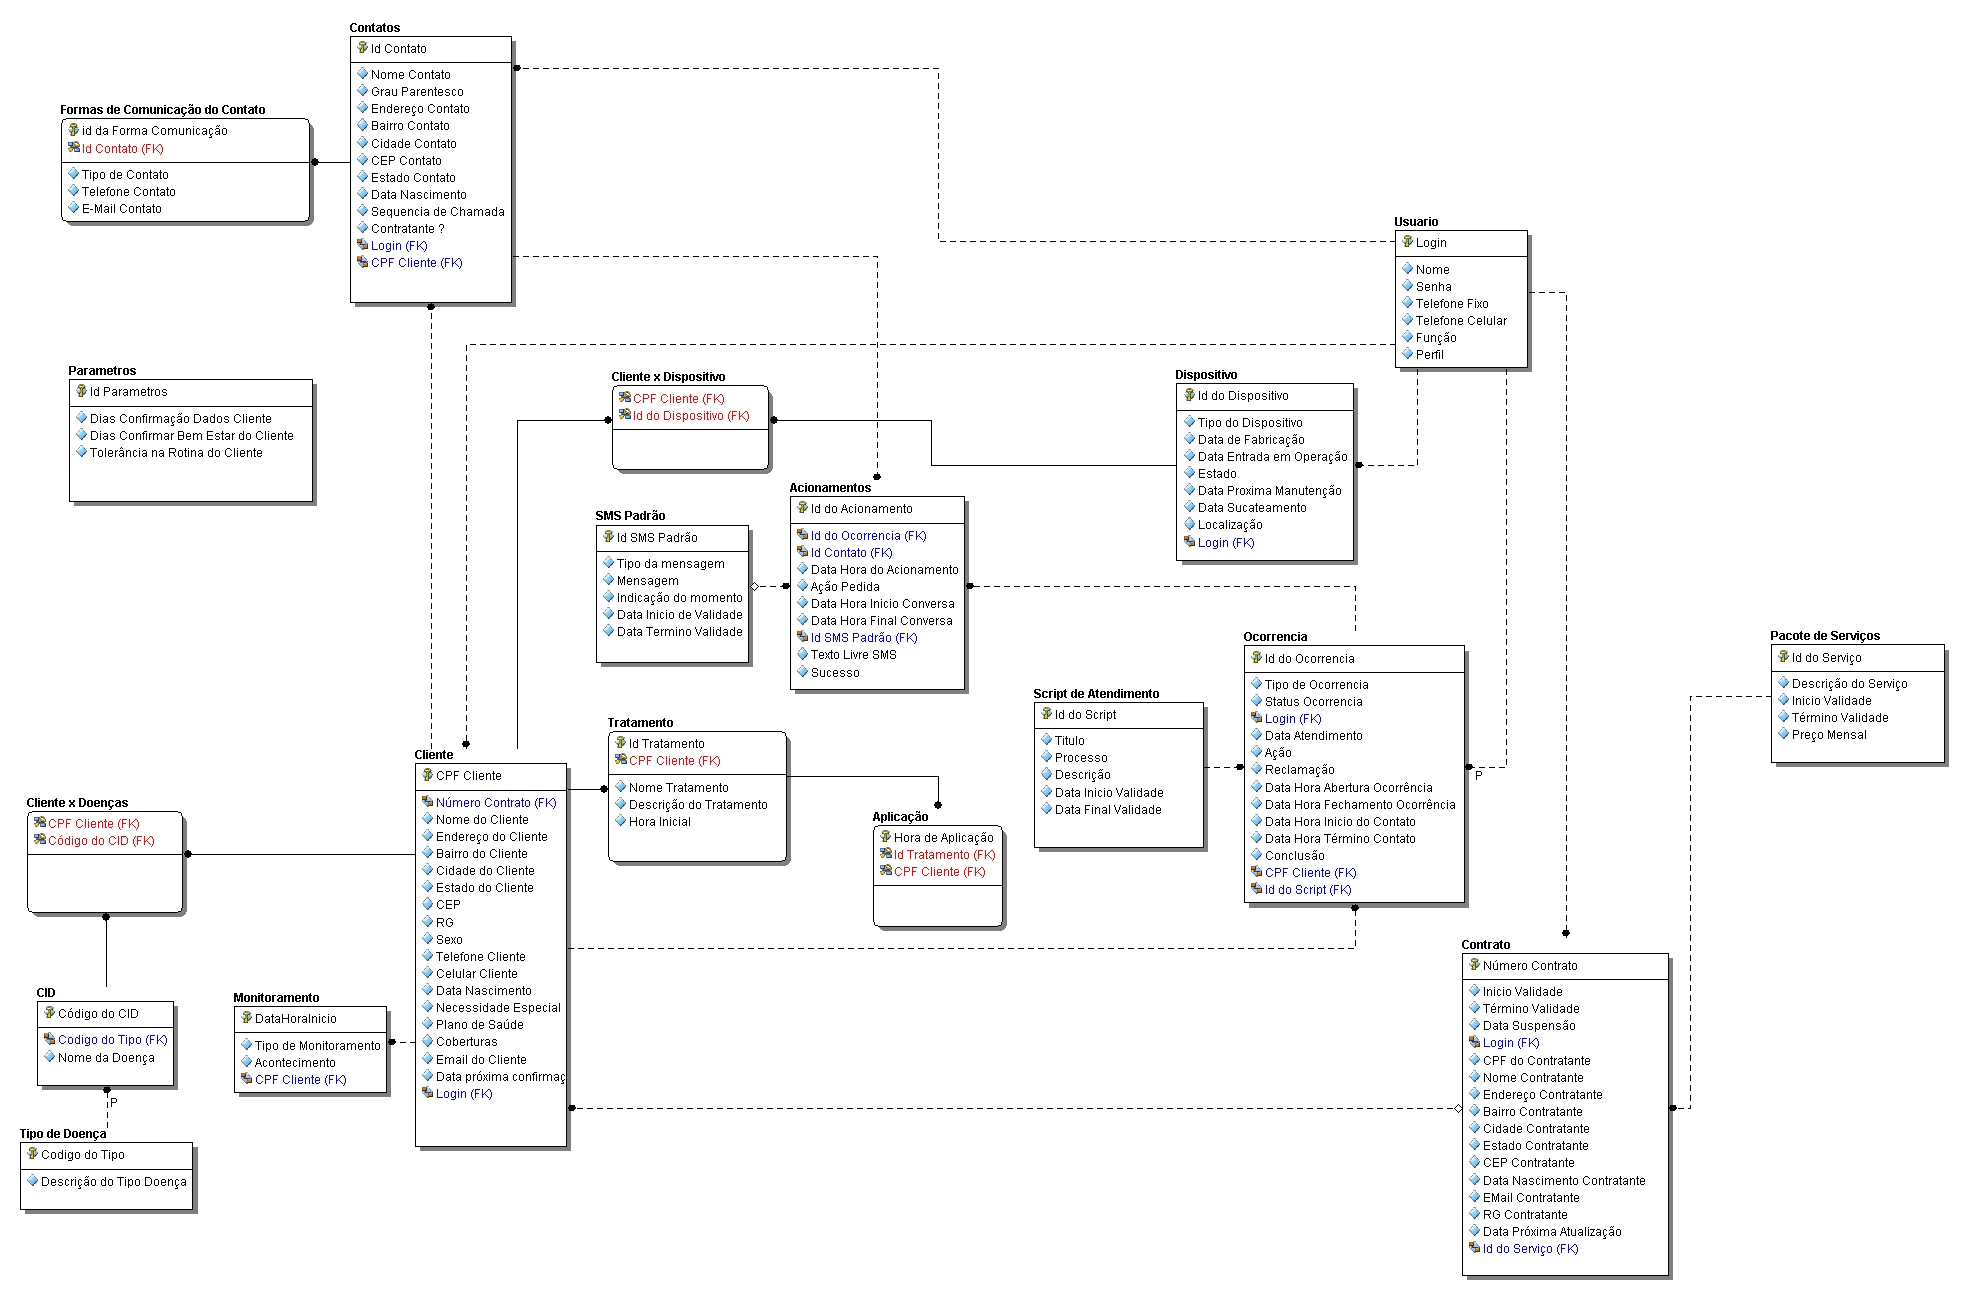 Contatos
Id Contato
Nome Contato
Grau Parentesco
Endereço Contato
Bairro Contato
Cidade Contato
CEP Contato
Estado Contato
Data Nascimento
Sequencia de Chamada
Contratante ?
Login (FK)
CPF Cliente (FK)
Formas de Comunicação do Contato
id da Forma Comunicação
Id Contato (FK)
Tipo de Contato
Telefone Contato
E-Mail Contato
Usuario
Login
Nome
Senha
Telefone Fixo
Telefone Celular
Função
Perfil
Parametros
Id Parametros
Dias Confirmação Dados Cliente
Dias Confirmar Bem Estar do Cliente
Tolerância na Rotina do Cliente
Cliente x Dispositivo
CPF Cliente (FK)
Id do Dispositivo (FK)
Dispositivo
Id do Dispositivo
Tipo do Dispositivo
Data de Fabricação
Data Entrada em Operação
Estado
Data Proxima Manutenção
Data Sucateamento
Localização
Login (FK)
Acionamentos
Id do Acionamento
Id do Ocorrencia (FK)
Id Contato (FK)
Data Hora do Acionamento
Ação Pedida
Data Hora Inicio Conversa
Data Hora Final Conversa
Id SMS Padrão (FK)
Texto Livre SMS
Sucesso
SMS Padrão
Id SMS Padrão
Tipo da mensagem
Mensagem
Indicação do momento
Data Inicio de Validade
Data Termino Validade
Ocorrencia
Id do Ocorrencia
Tipo de Ocorrencia
Status Ocorrencia
Login (FK)
Data Atendimento
Ação
Reclamação
Data Hora Abertura Ocorrência
Data Hora Fechamento Ocorrência
Data Hora Inicio do Contato
Data Hora Término Contato
Conclusão
CPF Cliente (FK)
Id do Script (FK)
P
Pacote de Serviços
Id do Serviço
Descrição do Serviço
Inicio Validade
Término Validade
Preço Mensal
Script de Atendimento
Id do Script
Titulo
Processo
Descrição
Data Inicio Validade
Data Final Validade
Tratamento
Id Tratamento
CPF Cliente (FK)
Nome Tratamento
Descrição do Tratamento
Hora Inicial
Aplicação
Hora de Aplicação
Id Tratamento (FK)
CPF Cliente (FK)
Cliente
CPF Cliente
Número Contrato (FK)
Nome do Cliente
Endereço do Cliente
Bairro do Cliente
Cidade do Cliente
Estado do Cliente
CEP
RG
Sexo
Telefone Cliente
Celular Cliente
Data Nascimento
Necessidade Especial
Plano de Saúde
Coberturas
Email do Cliente
Data próxima confirmaç
Login (FK)
Cliente x Doenças
CPF Cliente (FK)
Código do CID (FK)
CID
Código do CID
Codigo do Tipo (FK)
Nome da Doença
P
Monitoramento
DataHoraInicio
Tipo de Monitoramento
Acontecimento
CPF Cliente (FK)
Tipo de Doença
Codigo do Tipo
Descrição do Tipo Doença
Contrato
Número Contrato
Inicio Validade
Término Validade
Data Suspensão
Login (FK)
CPF do Contratante
Nome Contratante
Endereço Contratante
Bairro Contratante
Cidade Contratante
Estado Contratante
CEP Contratante
Data Nascimento Contratante
EMail Contratante
RG Contratante
Data Próxima Atualização
Id do Serviço (FK)